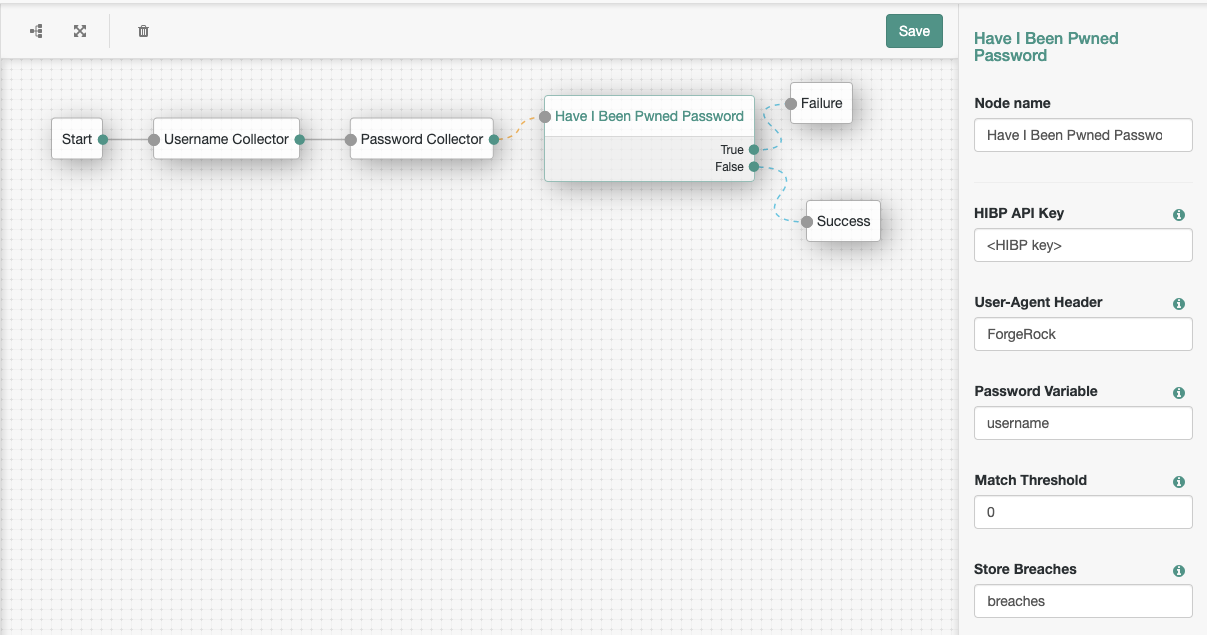 Save
Start
Username Collector
Password Collector
Have I Been Pwned Password
True
False
Failure
Success
Have I Been Pwned
Password
Node name
Have I Been Pwned Passwo
HIBP API Key
<HIBP key>
User-Agent Header
ForgeRock
Password Variable
username
Match Threshold
0
Store Breaches
breaches